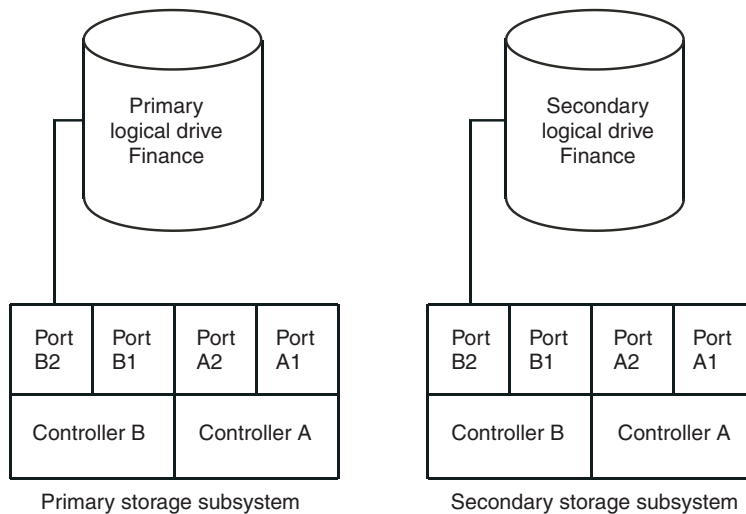 Primary
logical drive
Finance
Secondary
logical drive
Finance
Port
B2
Port
B1
Port
A2
Port
A1
Port
B2
Port
B1
Port
A2
Port
A1
Controller B
Controller A
Controller B
Controller A
Primary storage subsystem
Secondary storage subsystem